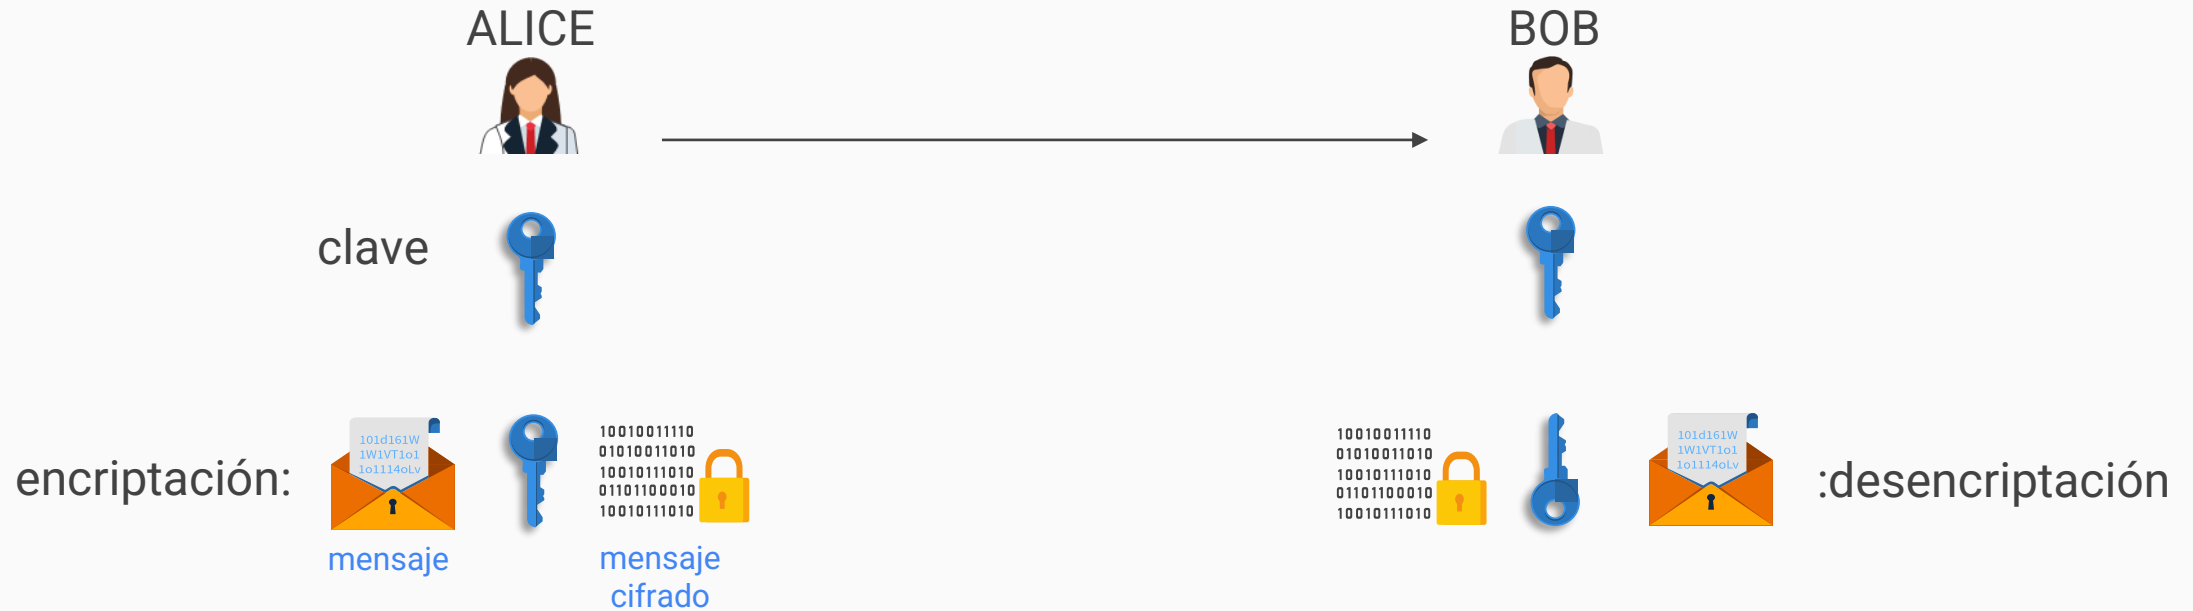 ALICE
BOB
clave
encriptación:
101d161W
1W1VT1o1
1o1114oLv
mensaje
10010011110
01010011010
10010111010
01101100010
10010111010
mensaje
cifrado
10010011110
01010011010
10010111010
01101100010
10010111010
101d161W
1W1VT1o1
1o1114oLv
:desencriptación